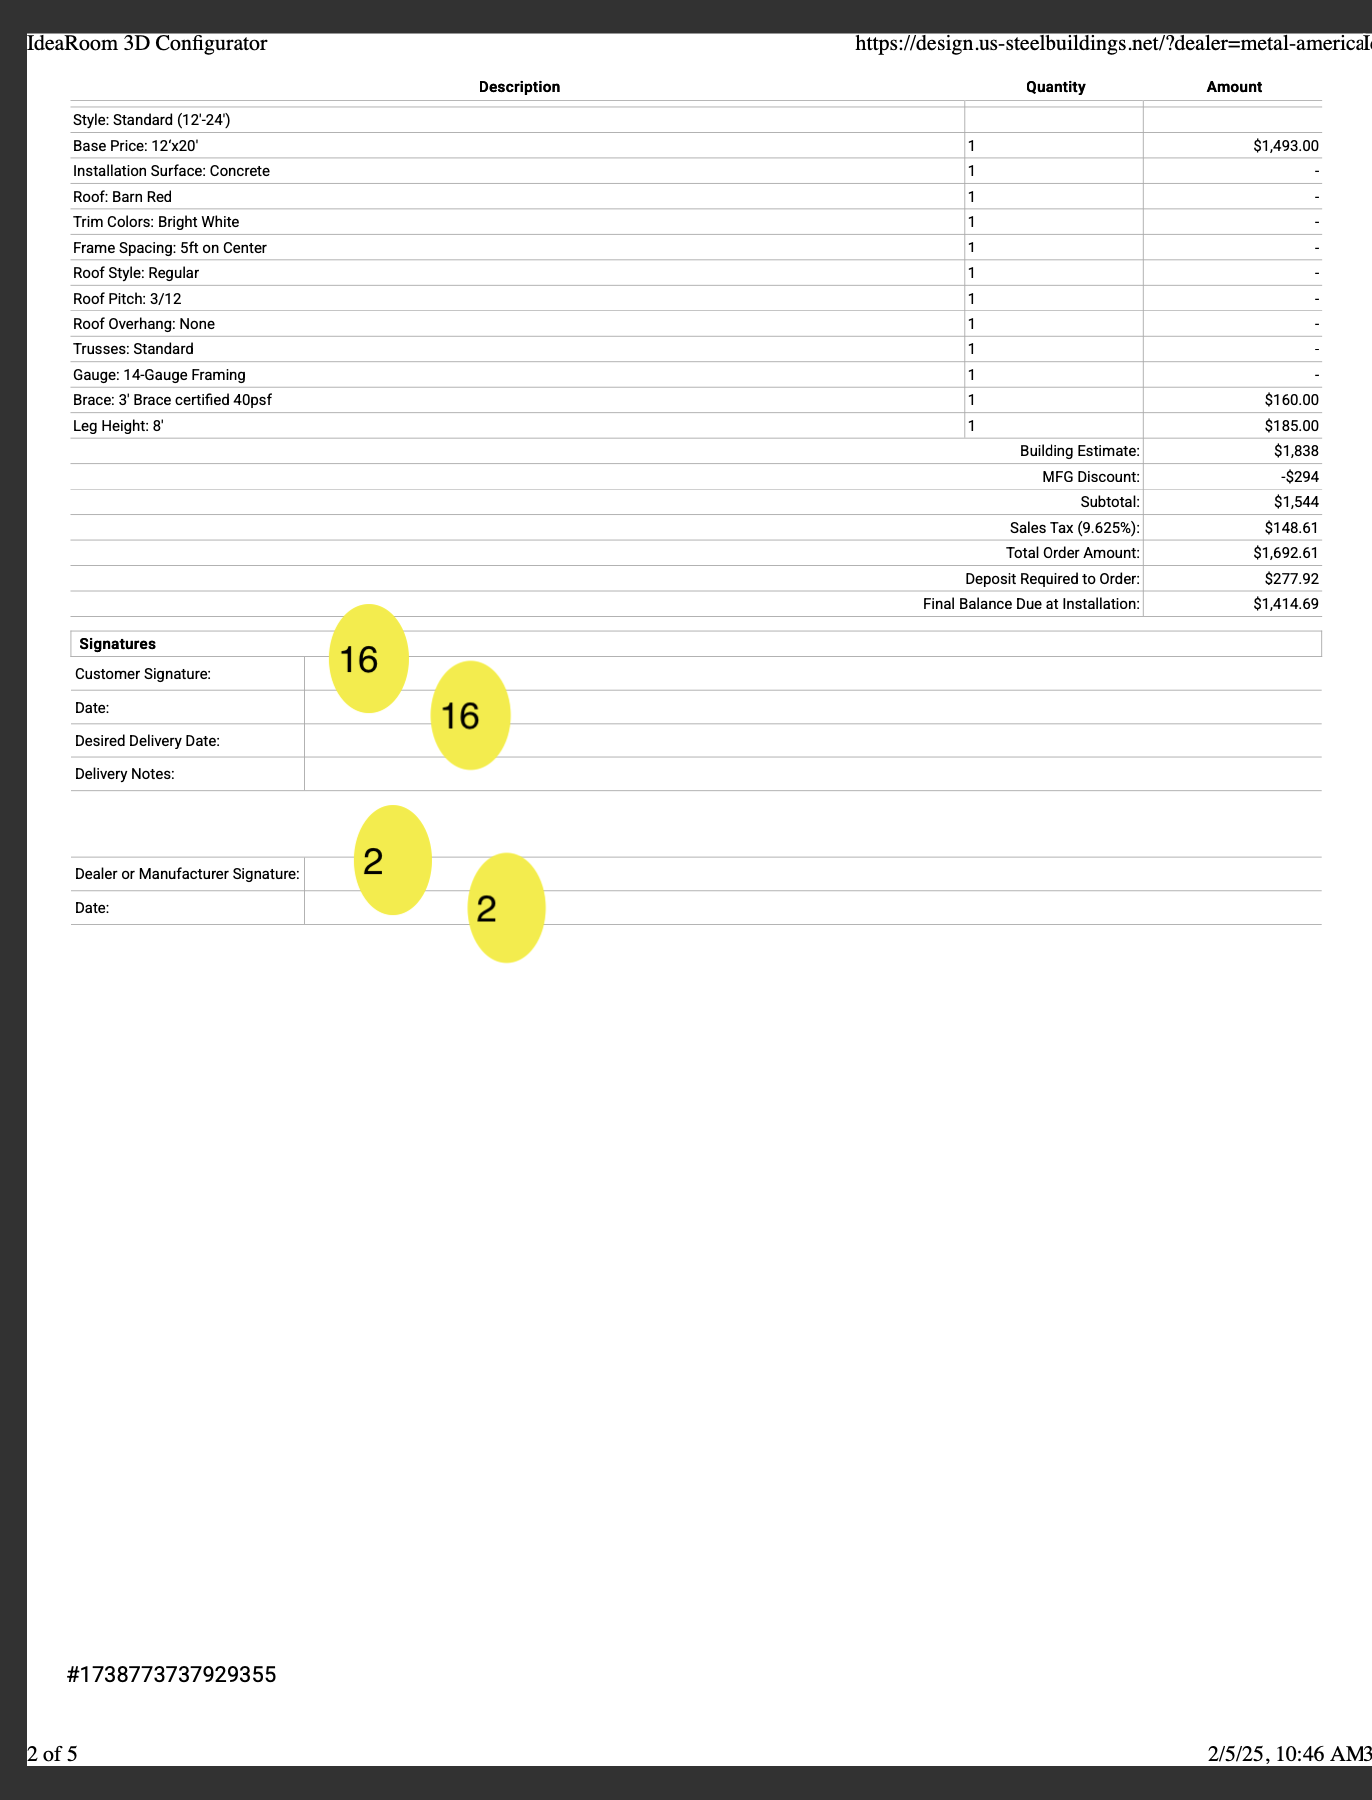 IdeaRoom 3D Configurator https://design.us-steelbuildings.net/?dealer=metal-america
Description Quantity Amount
Style: Standard (12'-24')
Base Price: 12'x20' 1 $1,493.00
Installation Surface: Concrete 1 -
Roof: Barn Red 1 -
Trim Colors: Bright White 1 -
Frame Spacing: 5ft on Center 1 -
Roof Style: Regular 1 -
Roof Pitch: 3/12 1 -
Roof Overhang: None 1 -
Trusses: Standard 1 -
Gauge: 14-Gauge Framing 1 -
Brace: 3' Brace certified 40psf 1 $160.00
Leg Height: 8' 1 $185.00
Building Estimate: $1,838
MFG Discount: -$294
Subtotal: $1,544
Sales Tax (9.625%): $148.61
Total Order Amount: $1,692.61
Deposit Required to Order: $277.92
Final Balance Due at Installation: $1,414.69
Signatures
Customer Signature: 16
Date: 16
Desired Delivery Date:
Delivery Notes:
Dealer or Manufacturer Signature: 2
Date: 2
#1738773737929355
2 of 5 2/5/25, 10:46 AM